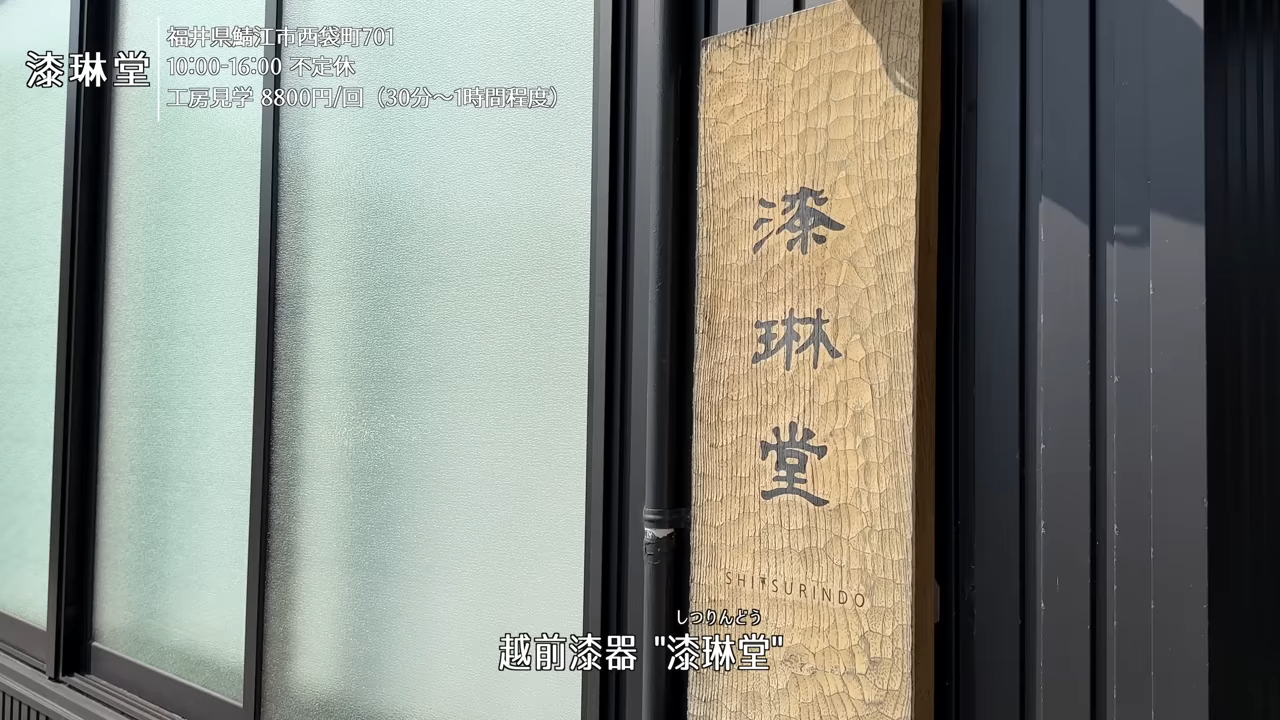 漆琳堂
福井県鯖江市西袋町701
10:00-16:00 不定休
工房見学 8800円/回（30分〜1時間程度）
漆
琳
堂
SHITSURINDO
しつりんどう
越前漆器 "漆琳堂"